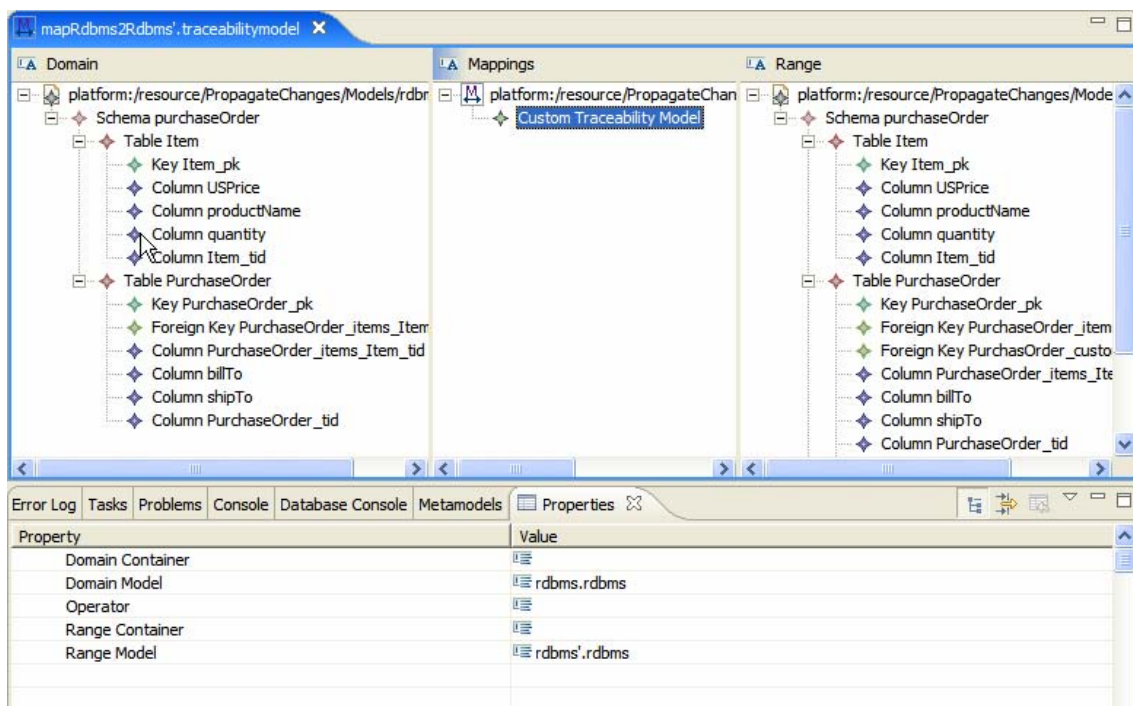 mapRdbms2Rdbms'.traceabilitymodel
Domain
platform:/resource/PropagateChanges/Models/rdbr
Schema purchaseOrder
Table Item
Key Item_pk
Column USPrice
Column productName
Column quantity
Column Item_tid
Table PurchaseOrder
Key PurchaseOrder_pk
Foreign Key PurchaseOrder_items_Item
Column PurchaseOrder_items_Item_tid
Column billTo
Column shipTo
Column PurchaseOrder_tid
Mappings
platform:/resource/PropagateChan
Custom Traceability Model
Range
platform:/resource/PropagateChanges/Mode
Schema purchaseOrder
Table Item
Key Item_pk
Column USPrice
Column productName
Column quantity
Column Item_tid
Table PurchaseOrder
Key PurchaseOrder_pk
Foreign Key PurchaseOrder_item
Foreign Key PurchasOrder_custo
Column PurchaseOrder_items_Ite
Column billTo
Column shipTo
Column PurchaseOrder_tid
Error Log Tasks Problems Console Database Console Metamodels Properties
Property Value
Domain Container
Domain Model rdbms.rdbms
Operator
Range Container
Range Model rdbms'.rdbms